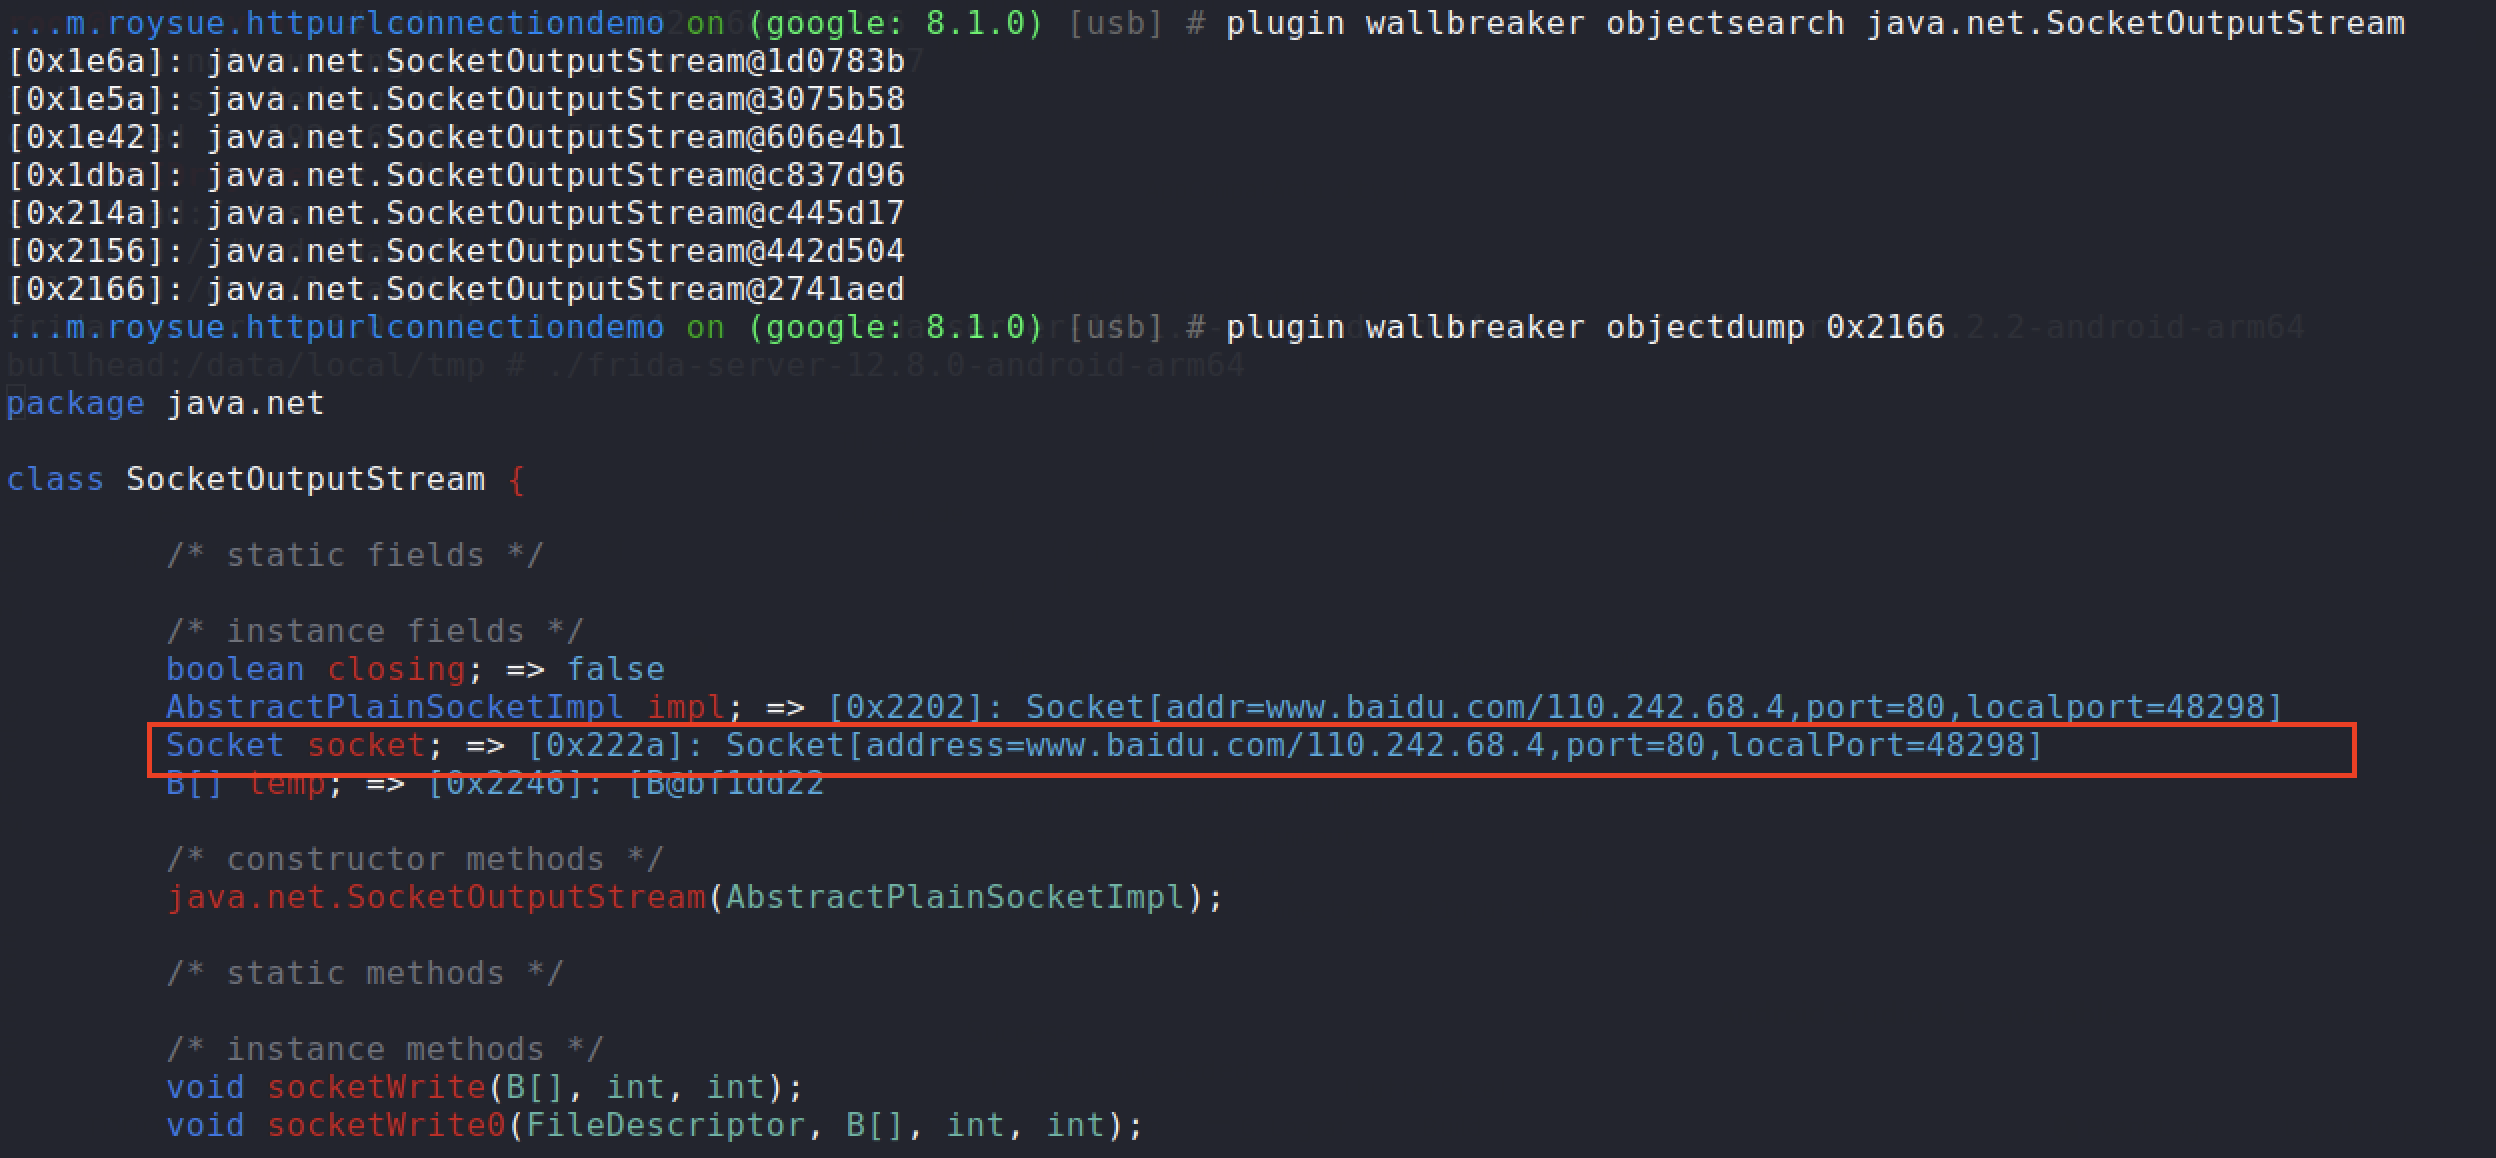 ...m.roysue.httpurlconnectiondemo on (google: 8.1.0) [usb] # plugin wallbreaker objectsearch java.net.SocketOutputStream
[0x1e6a]: java.net.SocketOutputStream@1d0783b
[0x1e5a]: java.net.SocketOutputStream@3075b58
[0x1e42]: java.net.SocketOutputStream@606e4b1
[0x1dba]: java.net.SocketOutputStream@c837d96
[0x214a]: java.net.SocketOutputStream@c445d17
[0x2156]: java.net.SocketOutputStream@442d504
[0x2166]: java.net.SocketOutputStream@2741aed
...m.roysue.httpurlconnectiondemo on (google: 8.1.0) [usb] # plugin wallbreaker objectdump 0x2166
bullhead:/data/local/tmp # ./frida-server-12.8.0-android-arm64
package java.net
class SocketOutputStream {
/* static fields */
/* instance fields */
boolean closing; => false
AbstractPlainSocketImpl impl; => [0x2202]: Socket[addr=www.baidu.com/110.242.68.4,port=80,localport=48298]
Socket socket; => [0x222a]: Socket[address=www.baidu.com/110.242.68.4,port=80,localPort=48298]
B[] temp; => [0x2246]: [B@bf1dd22
/* constructor methods */
java.net.SocketOutputStream(AbstractPlainSocketImpl);
/* static methods */
/* instance methods */
void socketWrite(B[], int, int);
void socketWrite0(FileDescriptor, B[], int, int);